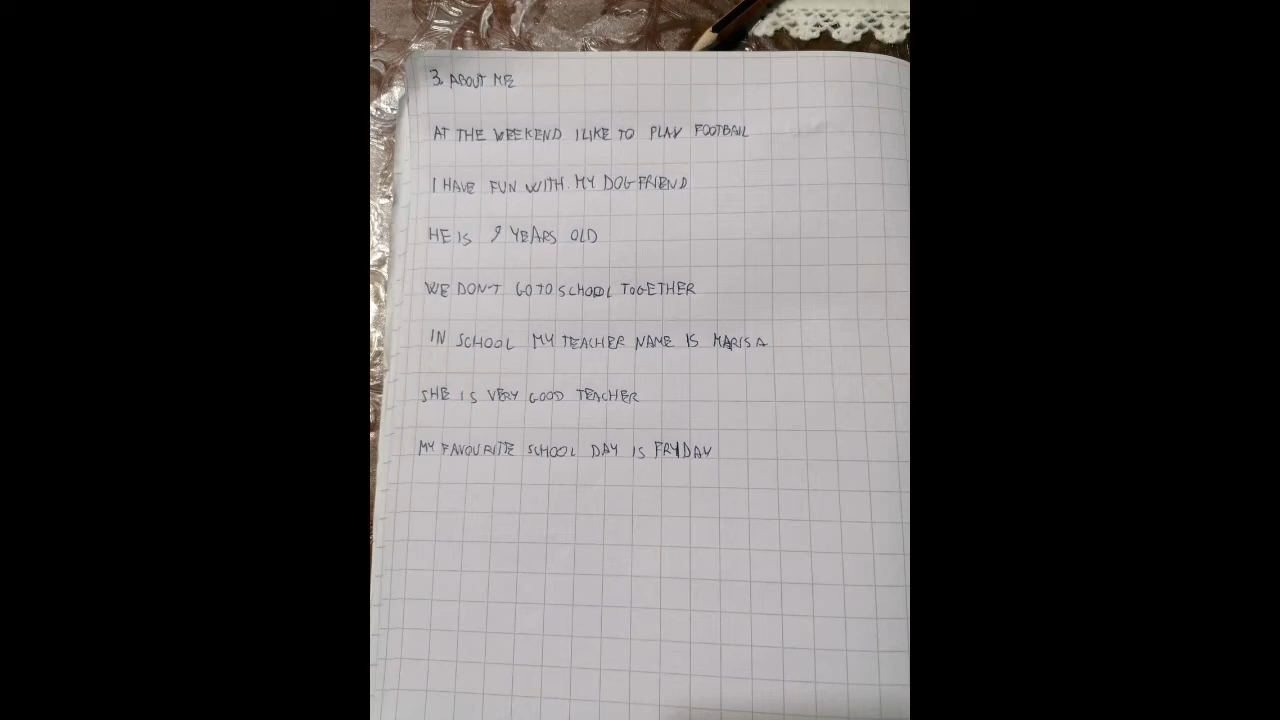 3. ABOUT ME
AT THE WEEKEND I LIKE TO PLAY FOOTBALL
I HAVE FUN WITH MY DOG FRIEND
HE IS 9 YEARS OLD
WE DON'T GO TO SCHOOL TOGETHER
IN SCHOOL MY TEACHER NAME IS MARISA
SHE IS VERY GOOD TEACHER
MY FAVOURITE SCHOOL DAY IS FRYDAY